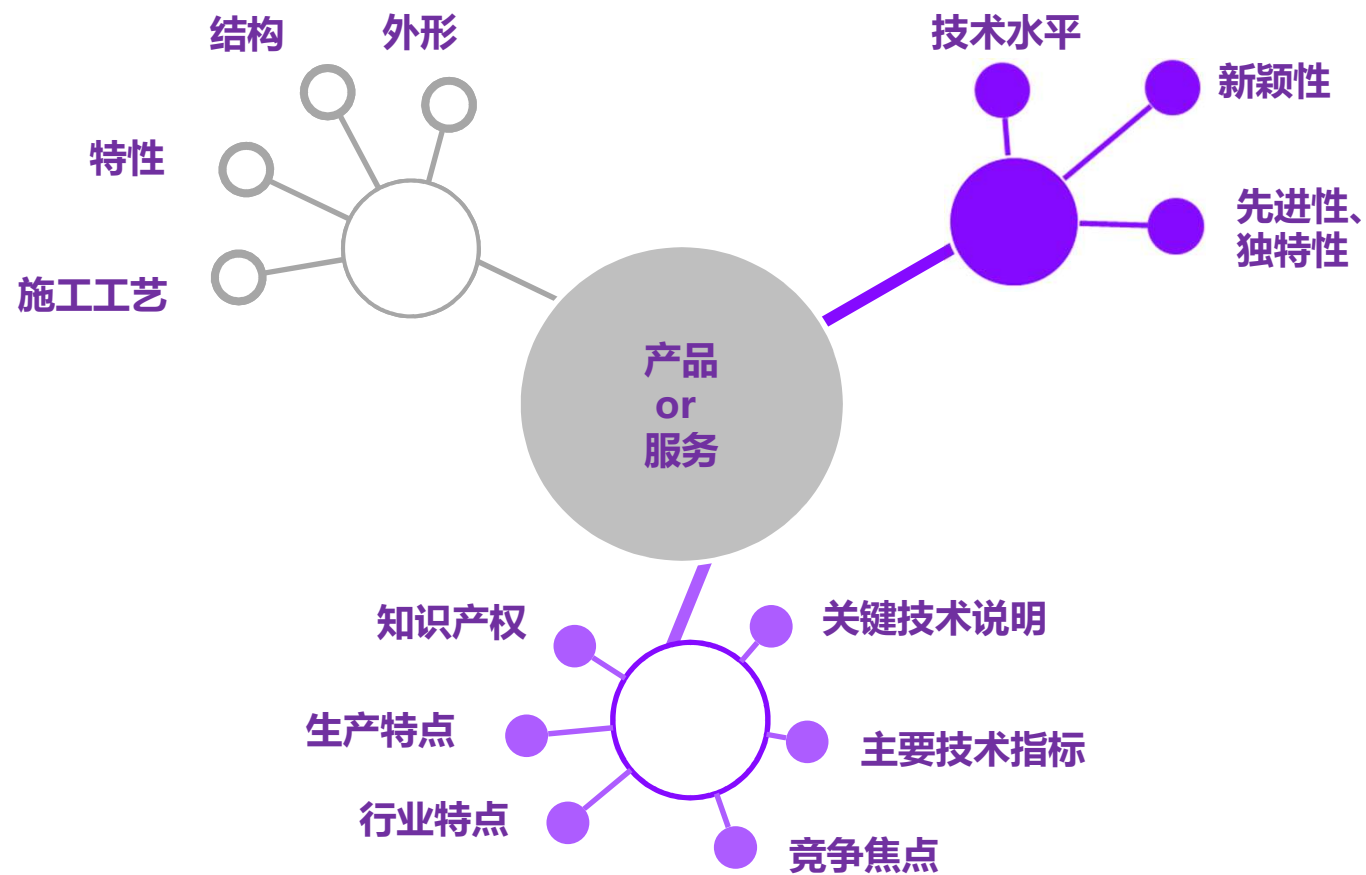 结构
外形
特性
施工工艺
技术水平
新颖性
先进性、
独特性
产品
or
服务
知识产权
关键技术说明
生产特点
主要技术指标
行业特点
竞争焦点